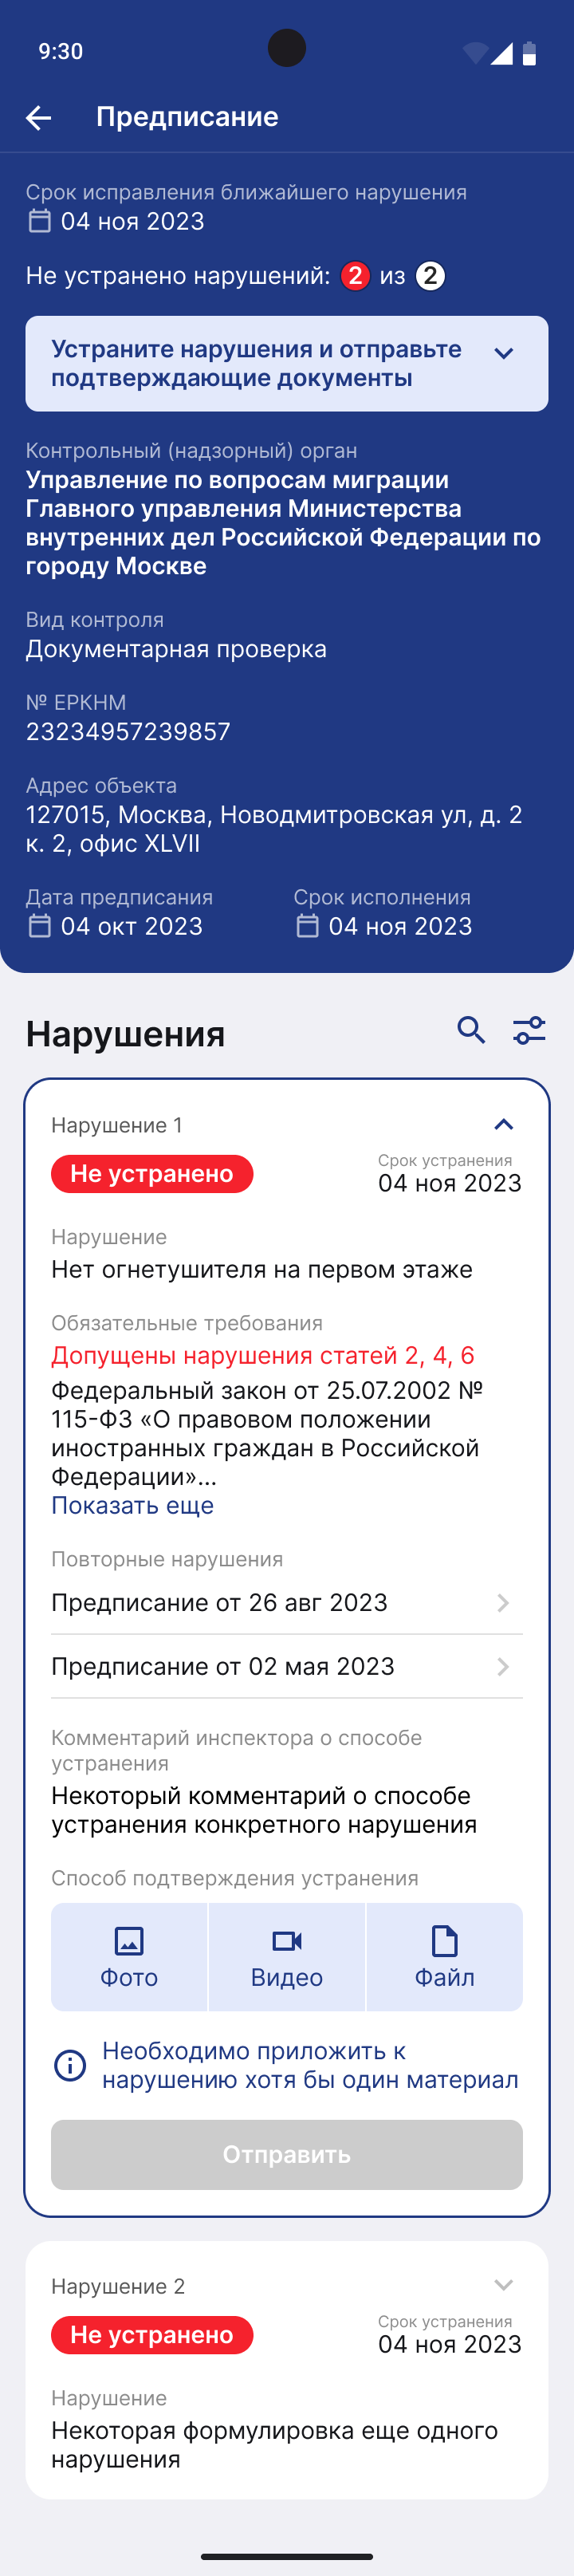 9:30
Предписание
Срок исправления ближайшего нарушения
04 ноя 2023
Не устранено нарушений: 2 из 2
Устраните нарушения и отправьте
подтверждающие документы
Контрольный (надзорный) орган
Управление по вопросам миграции
Главного управления Министерства
внутренних дел Российской Федерации по
городу Москве
Вид контроля
Документарная проверка
№ ЕРКНМ
23234957239857
Адрес объекта
127015, Москва, Новодмитровская ул, д. 2
к. 2, офис XLVII
Дата предписания Срок исполнения
04 окт 2023 04 ноя 2023
Нарушения
Нарушение 1
Не устранено
Срок устранения
04 ноя 2023
Нарушение
Нет огнетушителя на первом этаже
Обязательные требования
Допущены нарушения статей 2, 4, 6
Федеральный закон от 25.07.2002 №
115-ФЗ «О правовом положении
иностранных граждан в Российской
Федерации»...
Показать еще
Повторные нарушения
Предписание от 26 авг 2023
Предписание от 02 мая 2023
Комментарий инспектора о способе
устранения
Некоторый комментарий о способе
устранения конкретного нарушения
Способ подтверждения устранения
Фото Видео Файл
Необходимо приложить к
нарушению хотя бы один материал
Отправить
Нарушение 2
Не устранено
Срок устранения
04 ноя 2023
Нарушение
Некоторая формулировка еще одного
нарушения